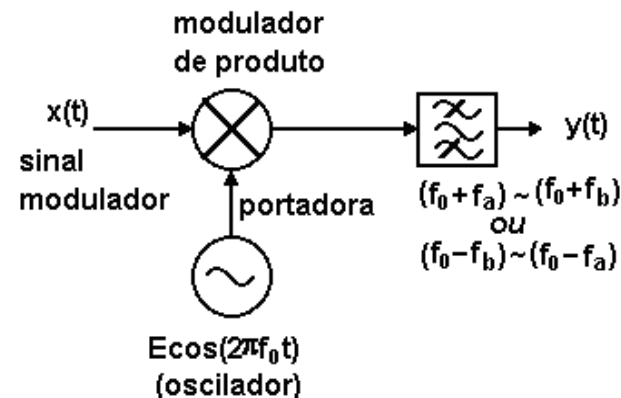 modulador
de produto
x(t)
y(t)
sinal
modulador
portadora
(f₀+fₐ) ~ (f₀+f_b)
ou
(f₀−f_b)~(f₀−fₐ)
Ecos(2πf₀t)
(oscilador)